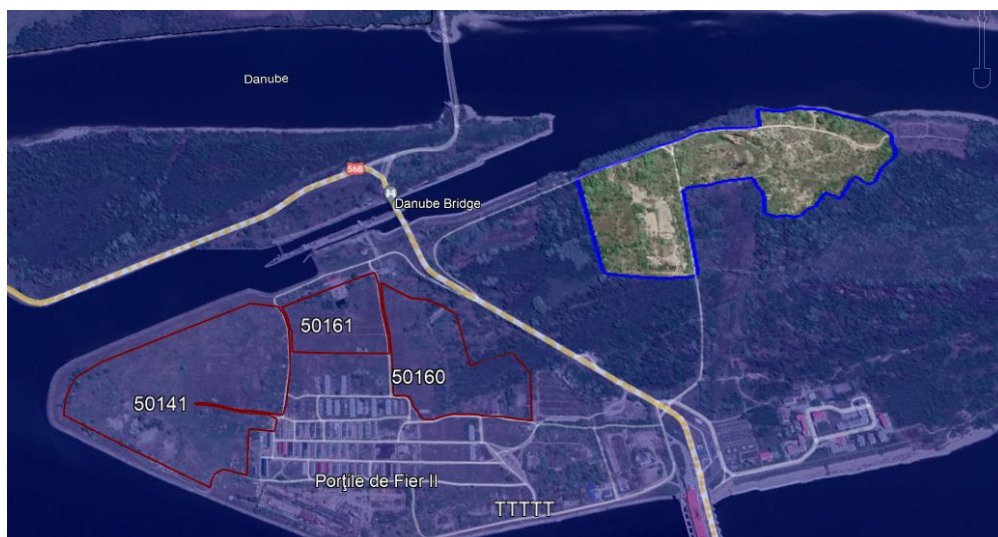 Danube
56B
Danube Bridge
50161
50160
50141
Porţile de Fier II
TTTTT